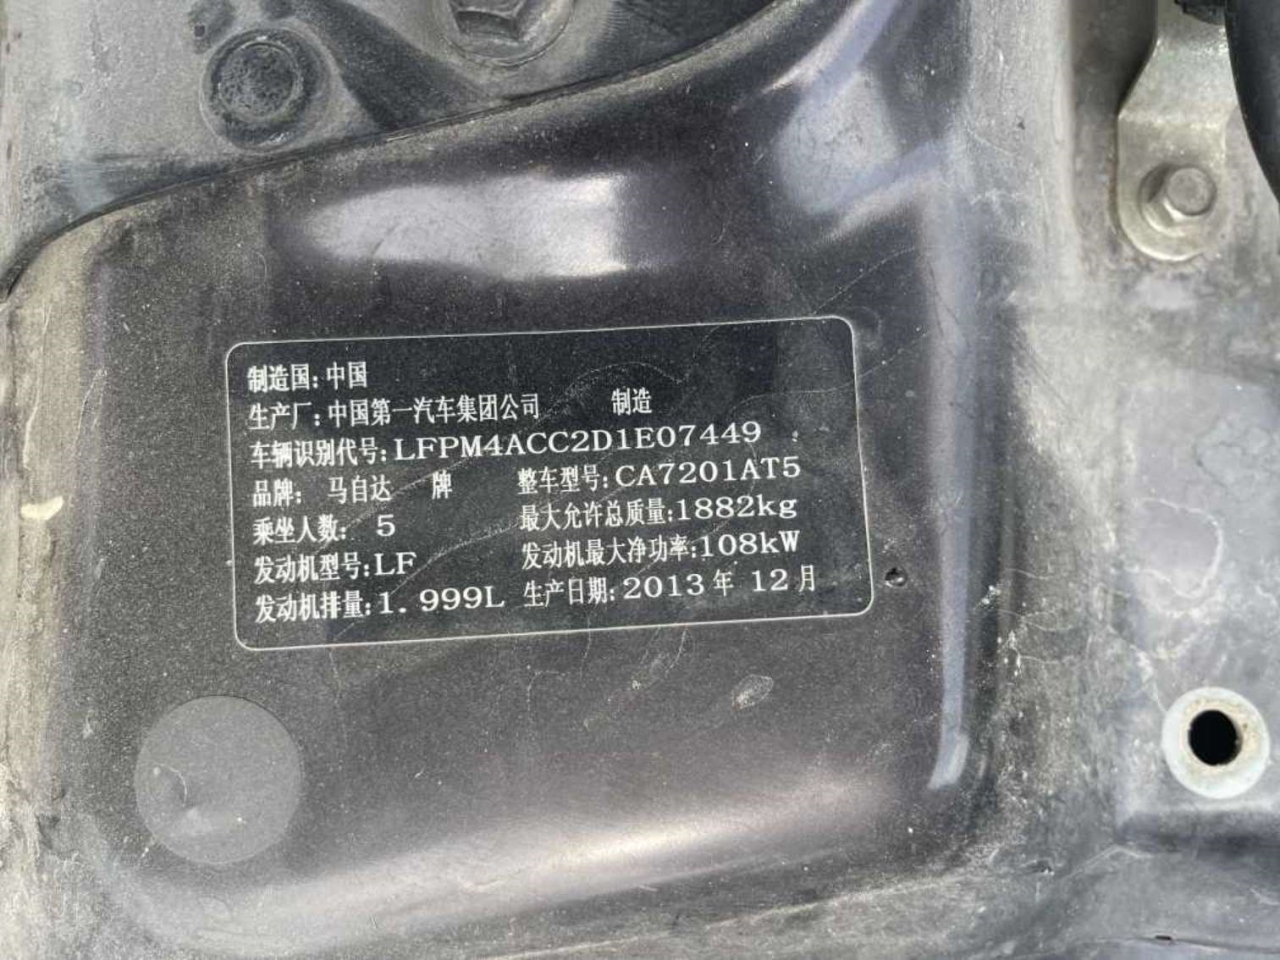 制造国:中国
生产厂:中国第一汽车集团公司 制造
车辆识别代号:LFPM4ACC2D1E07449
品牌: 马自达 牌 整车型号:CA7201AT5
乘坐人数: 5 最大允许总质量:1882kg
发动机型号:LF 发动机最大净功率:108kW
发动机排量:1.999L 生产日期:2013年 12月